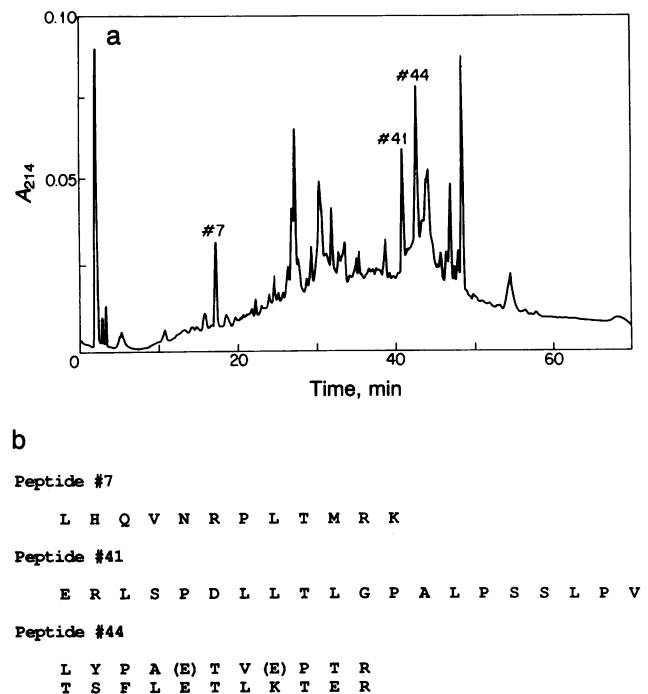 0.10
a
#44
#41
0.05
A214
#7
0
20
40
60
Time, min
b
Peptide #7
L H Q V N R P L T M R K
Peptide #41
E R L S P D L L T L G P A L P S S L P V
Peptide #44
L Y P A (E) T V (E) P T R
T S F L E T L K T E R